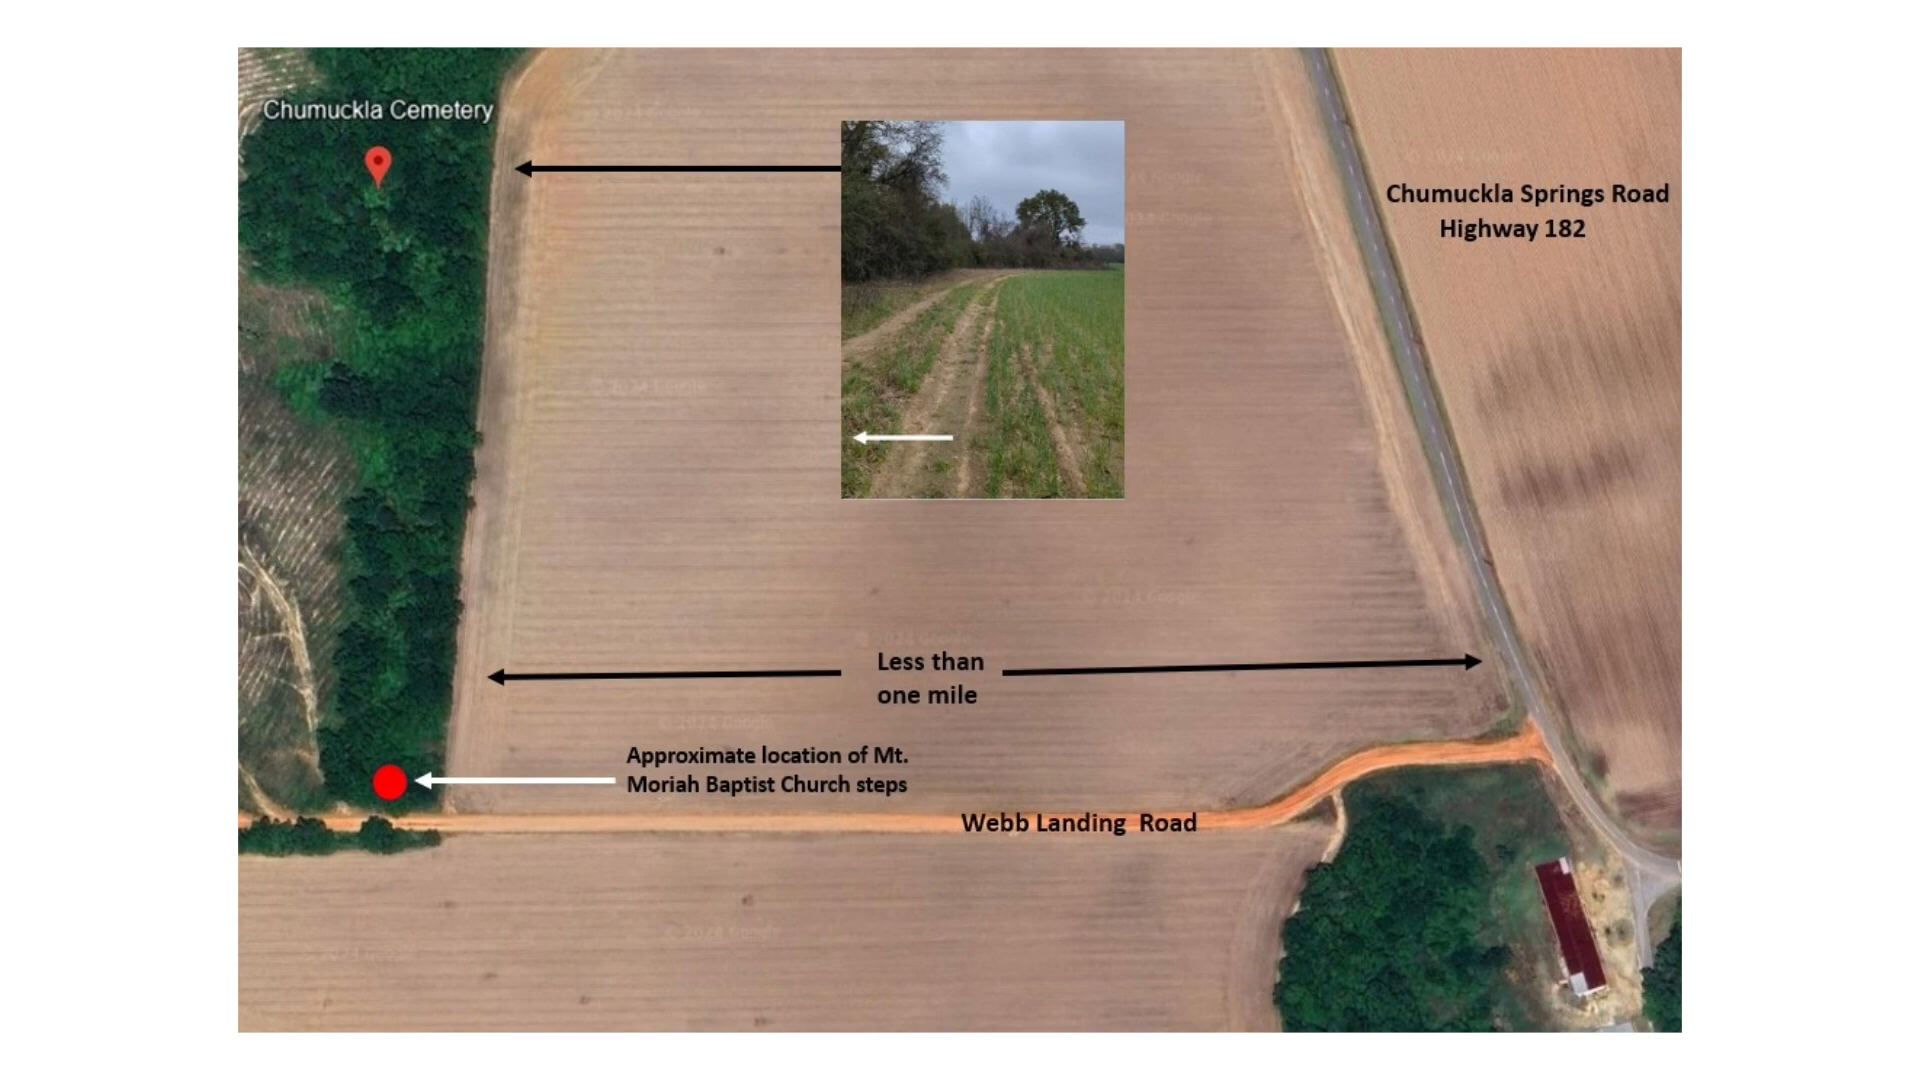 Chumuckla Cemetery
Chumuckla Springs Road
Highway 182
Less than
one mile
Approximate location of Mt.
Moriah Baptist Church steps
Webb Landing  Road